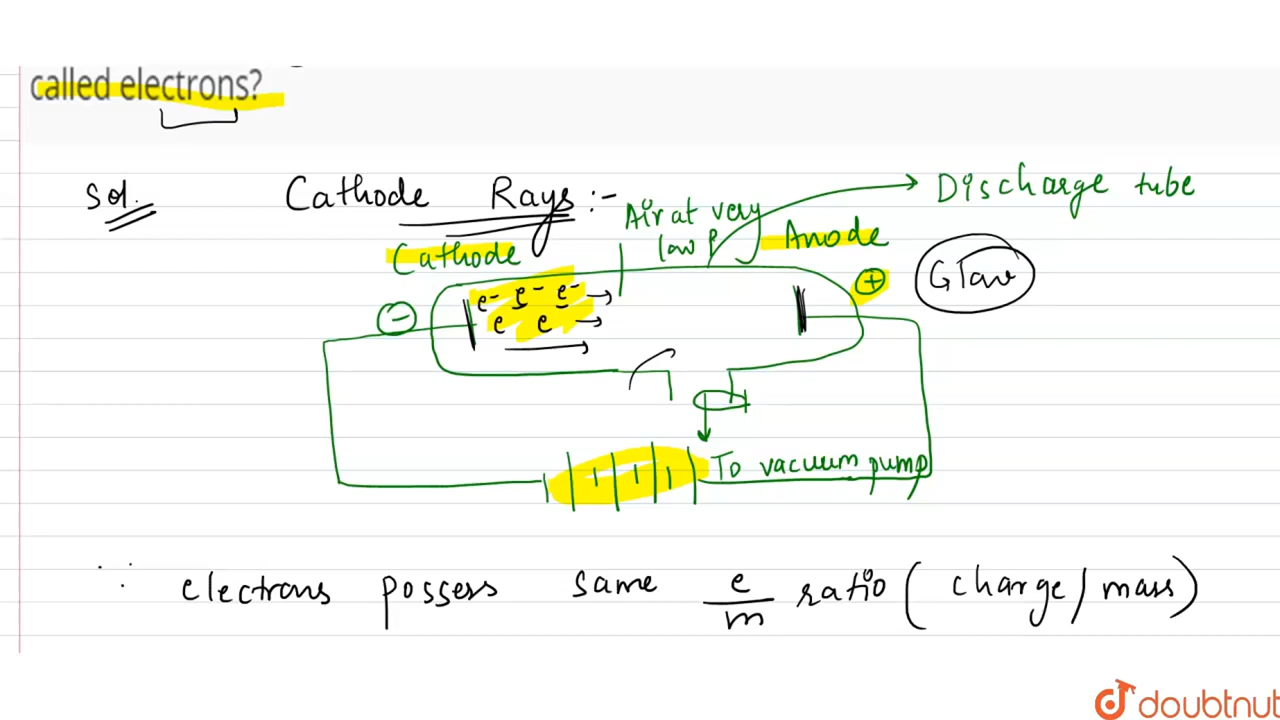 called electrons?
Sol. Cathode Rays :-
Air at very
low P
Discharge tube
Cathode
Anode
e- e- e-
e e
-
+
To vacuum pump
∵ electrons possess same e/m ratio ( charge/mass)
doubtnut